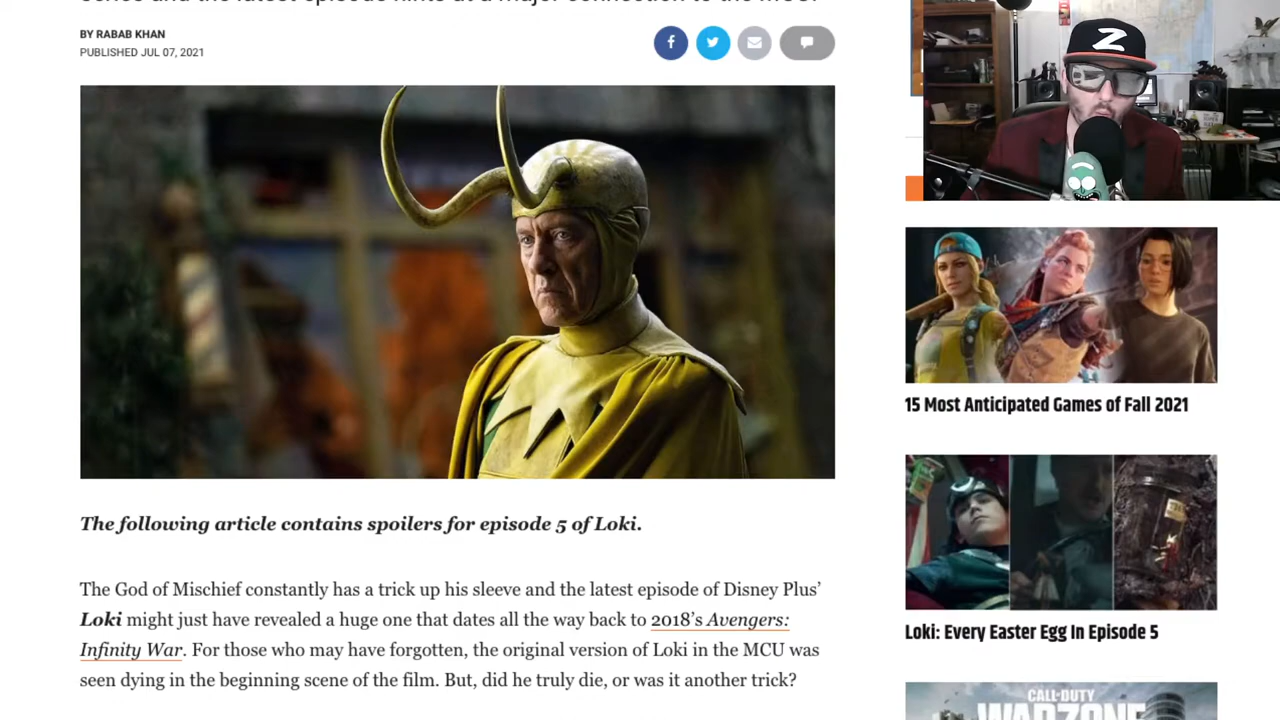 BY RABAB KHAN
PUBLISHED JUL 07, 2021
The following article contains spoilers for episode 5 of Loki.
The God of Mischief constantly has a trick up his sleeve and the latest episode of Disney Plus’
Loki might just have revealed a huge one that dates all the way back to 2018’s Avengers:
Infinity War. For those who may have forgotten, the original version of Loki in the MCU was
seen dying in the beginning scene of the film. But, did he truly die, or was it another trick?
Z
15 Most Anticipated Games of Fall 2021
Loki: Every Easter Egg In Episode 5
CALL·DUTY
WARZONE